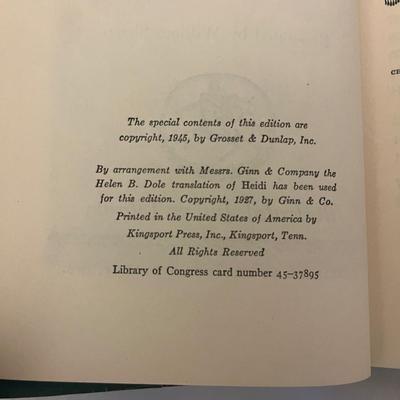 The special contents of this edition are
copyright, 1945, by Grosset & Dunlap, Inc.
By arrangement with Messrs. Ginn & Company the
Helen B. Dole translation of Heidi has been used
for this edition. Copyright, 1927, by Ginn & Co.
Printed in the United States of America by
Kingsport Press, Inc., Kingsport, Tenn.
All Rights Reserved
Library of Congress card number 45-37895